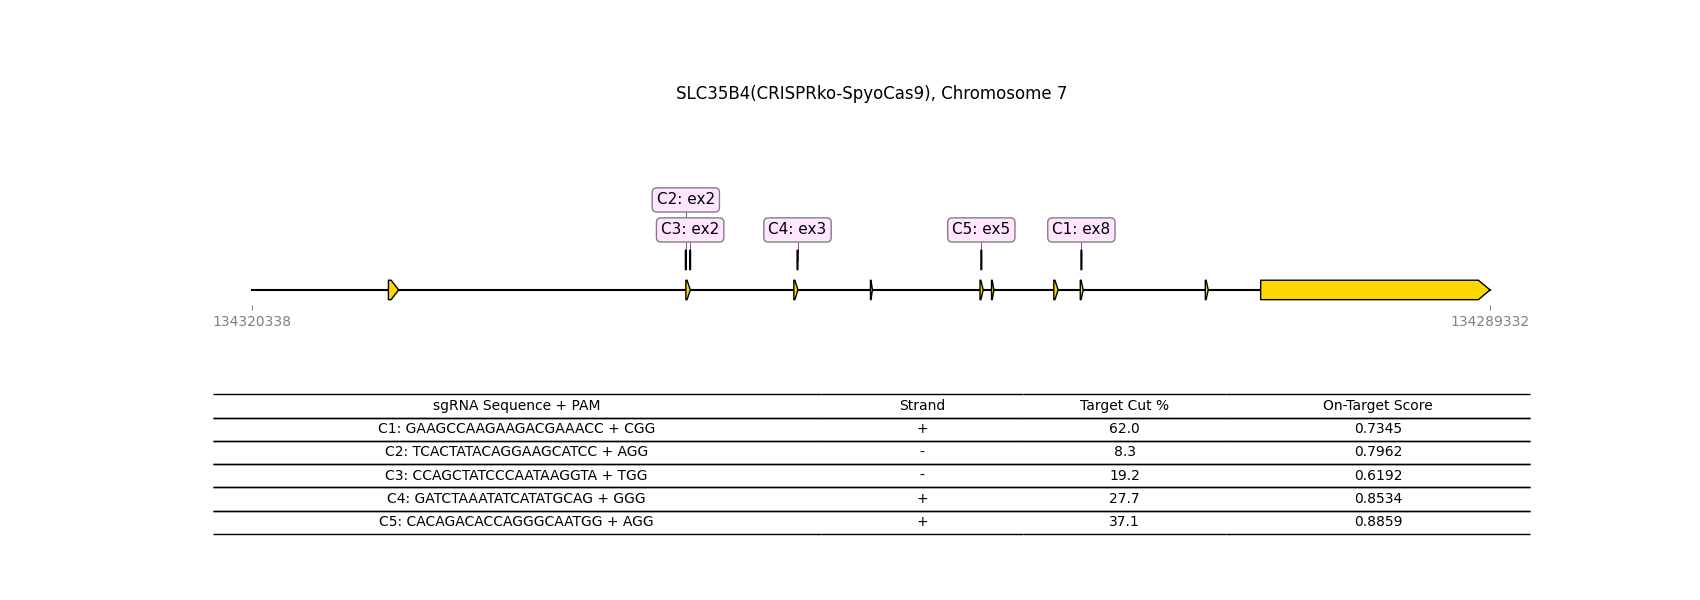 SLC35B4(CRISPRko-SpyoCas9), Chromosome 7
C2: ex2
C3: ex2 C4: ex3 C5: ex5 C1: ex8
134320338 134289332
sgRNA Sequence + PAM Strand Target Cut % On-Target Score
C1: GAAGCCAAGAAGACGAAACC + CGG + 62.0 0.7345
C2: TCACTATACAGGAAGCATCC + AGG - 8.3 0.7962
C3: CCAGCTATCCCAATAAGGTA + TGG - 19.2 0.6192
C4: GATCTAAATATCATATGCAG + GGG + 27.7 0.8534
C5: CACAGACACCAGGGCAATGG + AGG + 37.1 0.8859